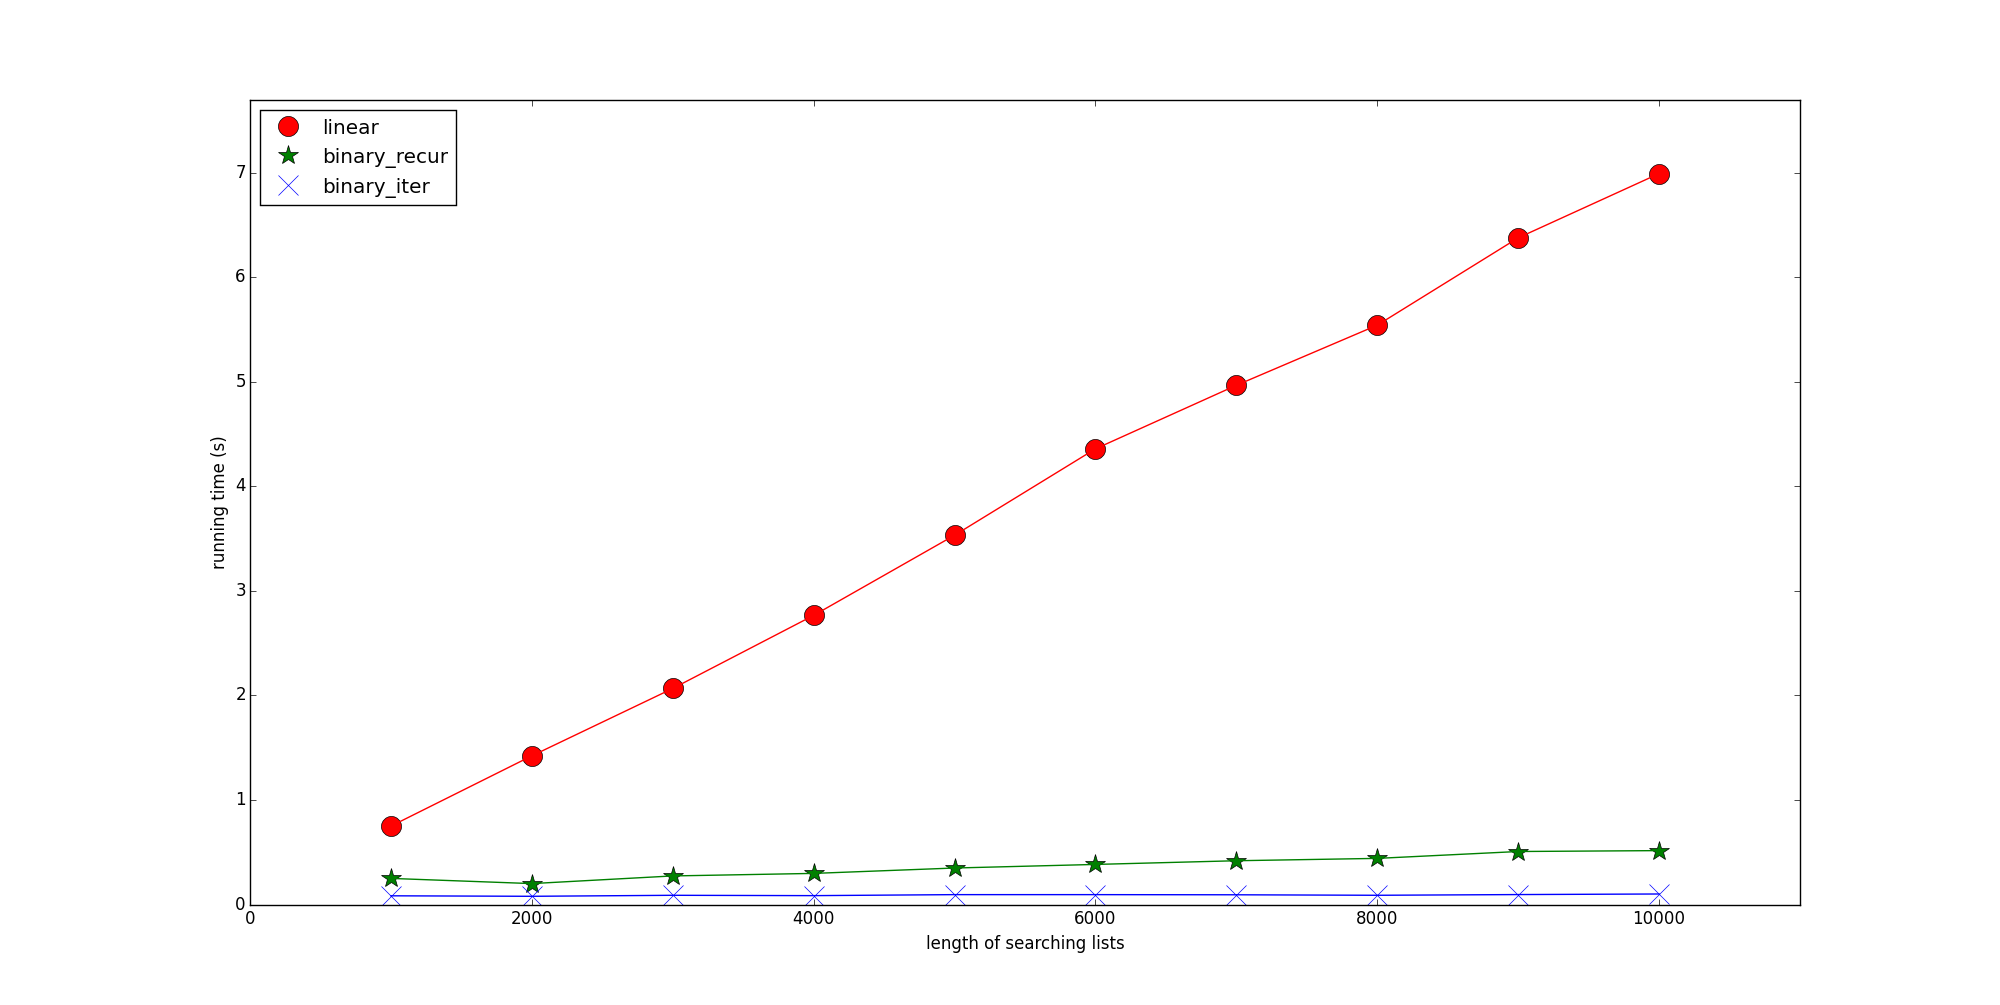 linear
binary_recur
binary_iter
7
6
5
4
3
2
1
0
running time (s)
0 2000 4000 6000 8000 10000
length of searching lists